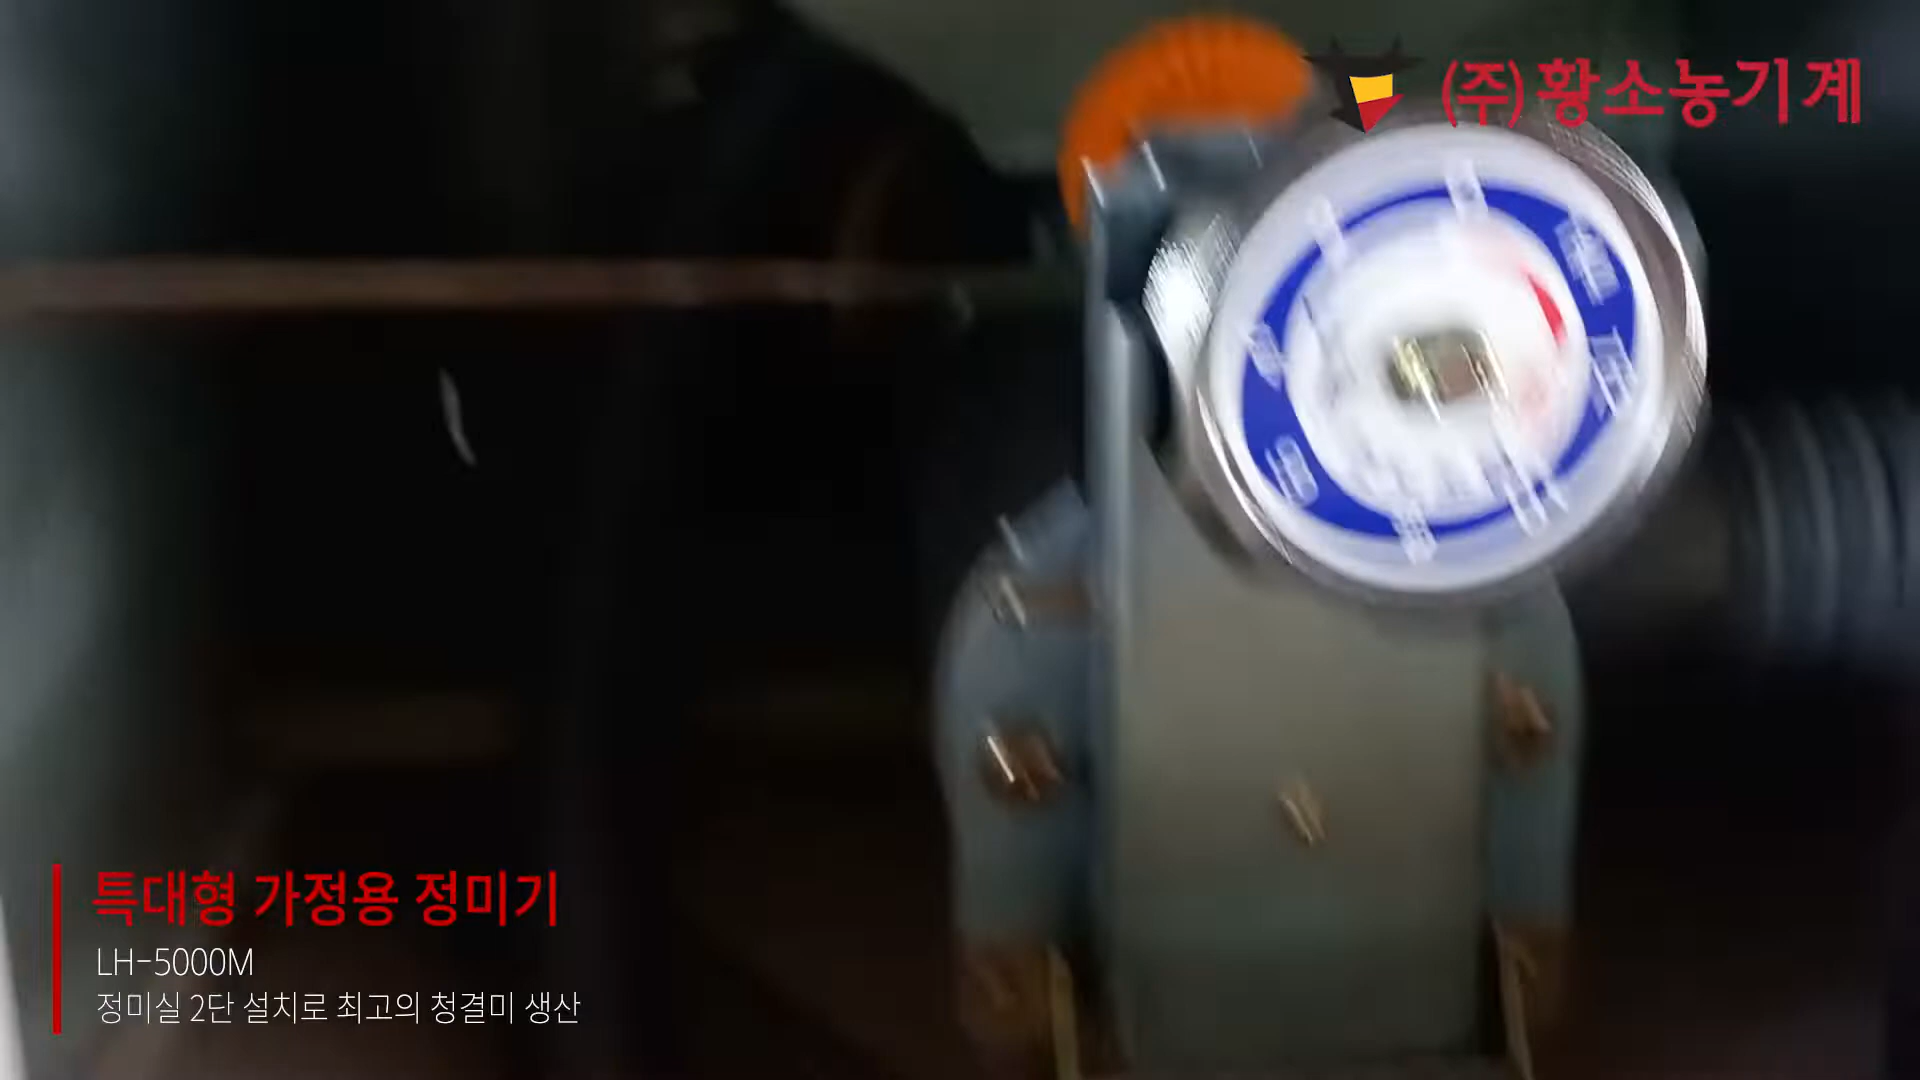 (주)황소농기계
특대형 가정용 정미기
LH-5000M
정미실 2단 설치로 최고의 청결미 생산